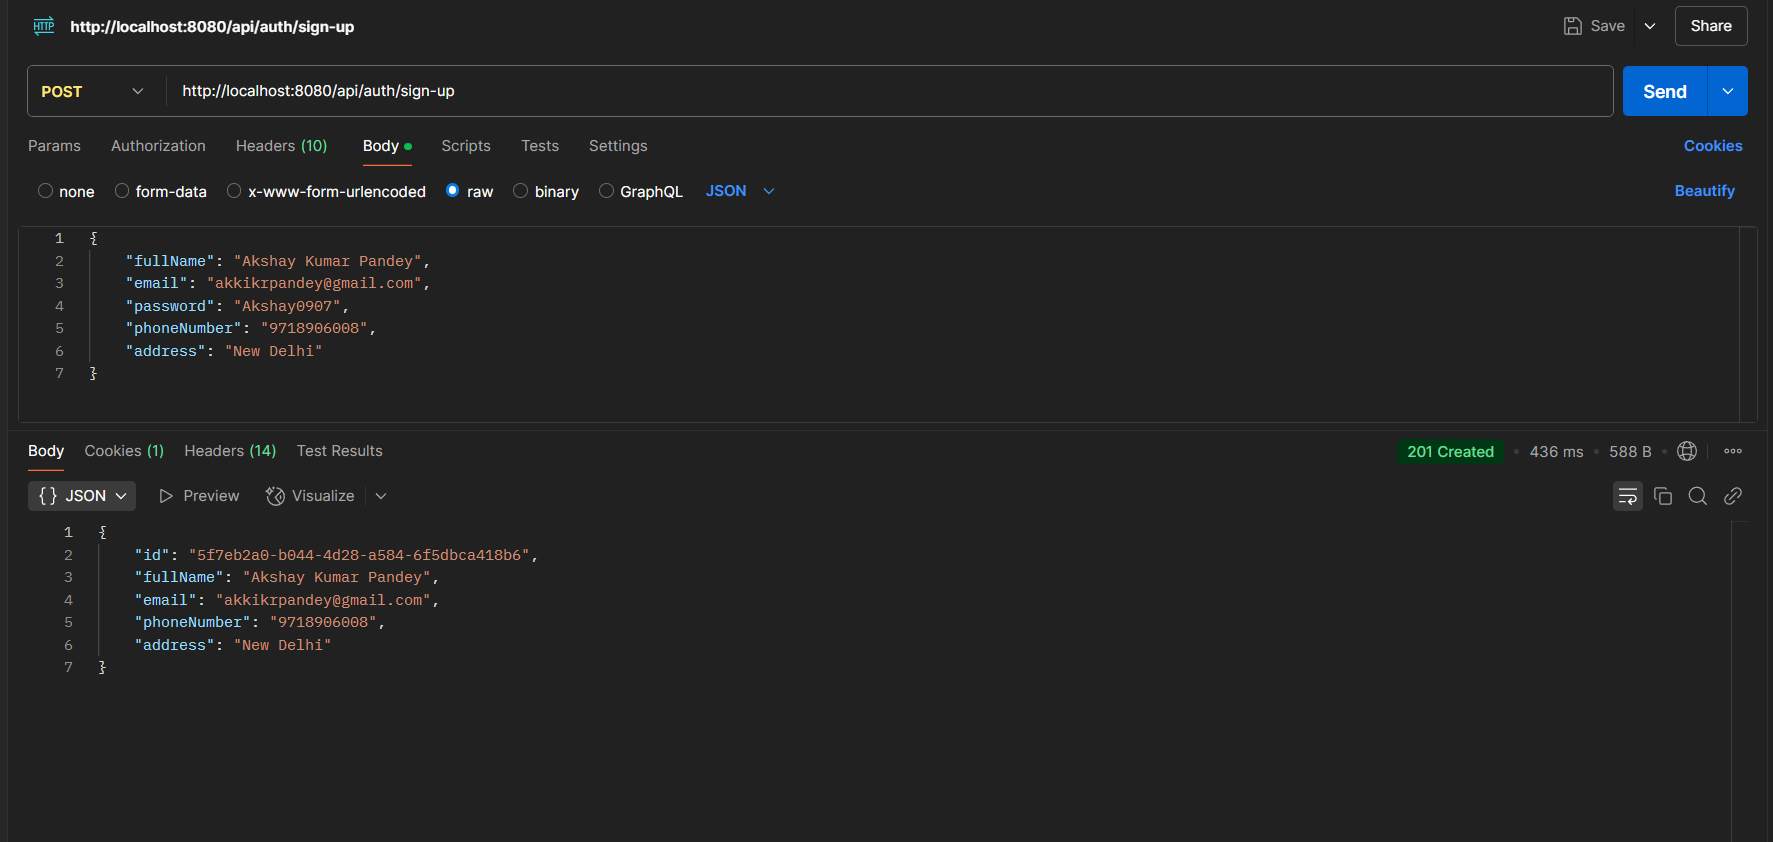 HTTP http://localhost:8080/api/auth/sign-up Save Share
POST http://localhost:8080/api/auth/sign-up Send
Params Authorization Headers (10) Body Scripts Tests Settings Cookies
none form-data x-www-form-urlencoded raw binary GraphQL JSON Beautify
1 {
2 "fullName": "Akshay Kumar Pandey",
3 "email": "akkikrpandey@gmail.com",
4 "password": "Akshay0907",
5 "phoneNumber": "9718906008",
6 "address": "New Delhi"
7 }
Body Cookies (1) Headers (14) Test Results 201 Created • 436 ms • 588 B •
{} JSON Preview Visualize
1 {
2 "id": "5f7eb2a0-b044-4d28-a584-6f5dbca418b6",
3 "fullName": "Akshay Kumar Pandey",
4 "email": "akkikrpandey@gmail.com",
5 "phoneNumber": "9718906008",
6 "address": "New Delhi"
7 }